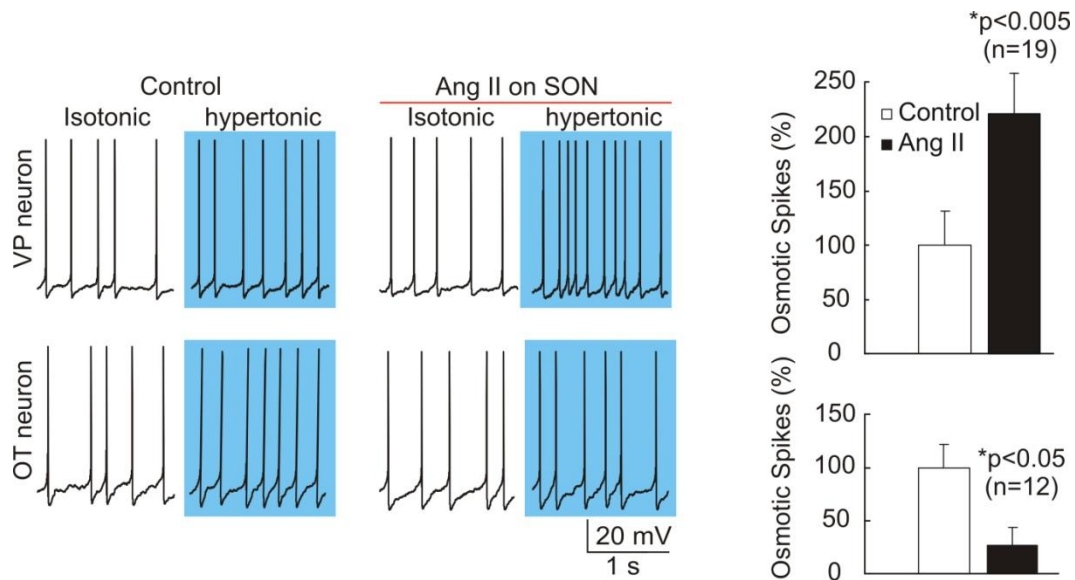 Control
Ang II on SON
Isotonic
hypertonic
Isotonic
hypertonic
VP neuron
OT neuron
20 mV
1 s
*p<0.005
(n=19)
250
200
150
100
50
0
Osmotic Spikes (%)
Control
Ang II
150
100
50
0
Osmotic Spikes (%)
*p<0.05
(n=12)